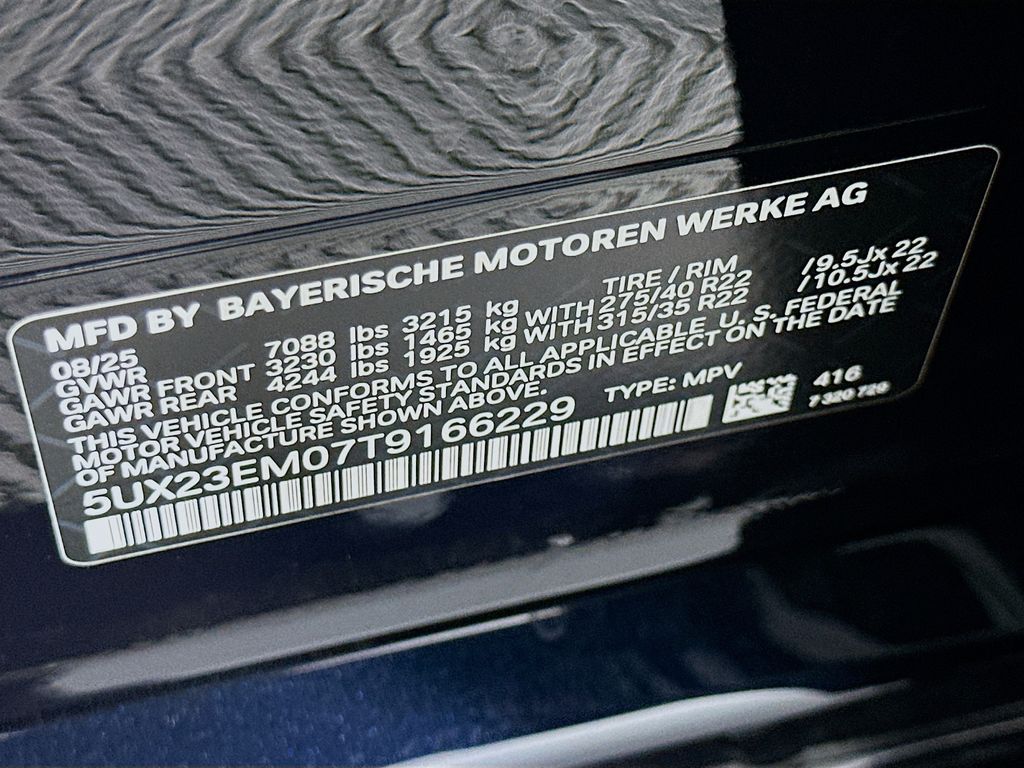 MFD BY BAYERISCHE MOTOREN WERKE AG
08/25 TIRE / RIM
GVWR 7088 lbs 3215 kg
GAWR FRONT 3230 lbs 1465 kg WITH 275/40 R22 /9.5Jx 22
GAWR REAR 4244 lbs 1925 kg WITH 315/35 R22 /10.5Jx 22
THIS VEHICLE CONFORMS TO ALL APPLICABLE U. S. FEDERAL
MOTOR VEHICLE SAFETY STANDARDS IN EFFECT ON THE DATE
OF MANUFACTURE SHOWN ABOVE.
5UX23EM07T9166229 TYPE: MPV 416
7 320 726